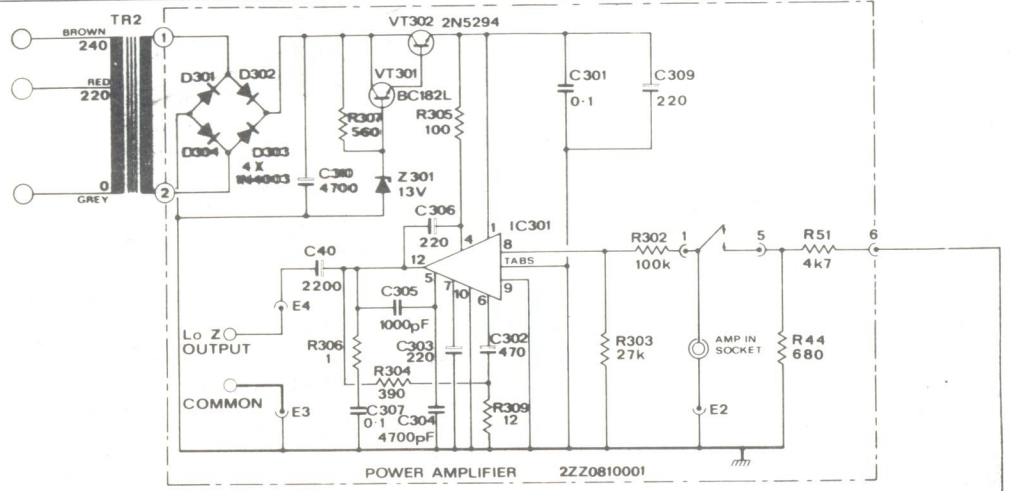 TR2
VT302 2N5294
BROWN
240
1
RED
220
D301
D302
VT301
BC182L
C301
0·1
C309
220
R307
560
R305
100
D304
D303
4 X
1N4003
C310
4700
Z301
13V
0
GREY
2
C306
220
IC301
1
4
8
R302
100k
1
5
R51
4k7
6
C40
2200
12
TABS
5
7
10
6
9
E4
C305
1000pF
Lo Z
OUTPUT
R306
1
C303
220
C302
470
R303
27k
AMP IN
SOCKET
R44
680
R304
390
COMMON
E3
C307
0·1
C304
4700pF
R309
12
E2
POWER AMPLIFIER 2ZZ0810001